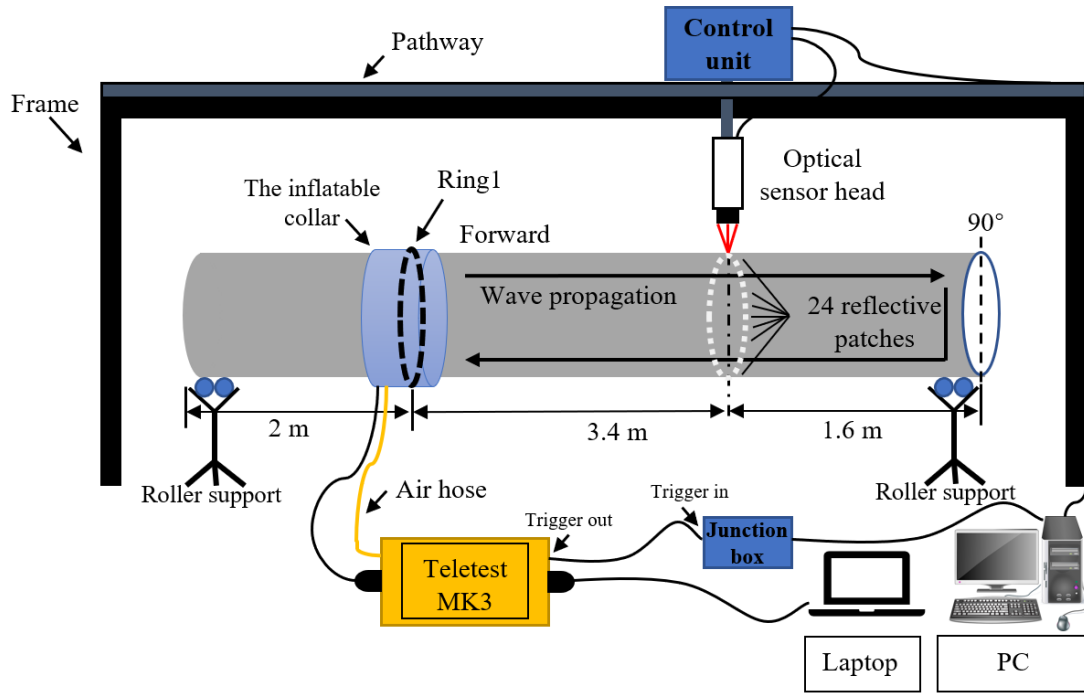 Control
unit
Pathway
Frame
Optical
sensor head
Ring1
The inflatable
collar
90°
Forward
Wave propagation
24 reflective
patches
2 m
3.4 m
1.6 m
Roller support
Roller support
Air hose
Trigger in
Trigger out
Junction
box
Teletest
MK3
Laptop
PC